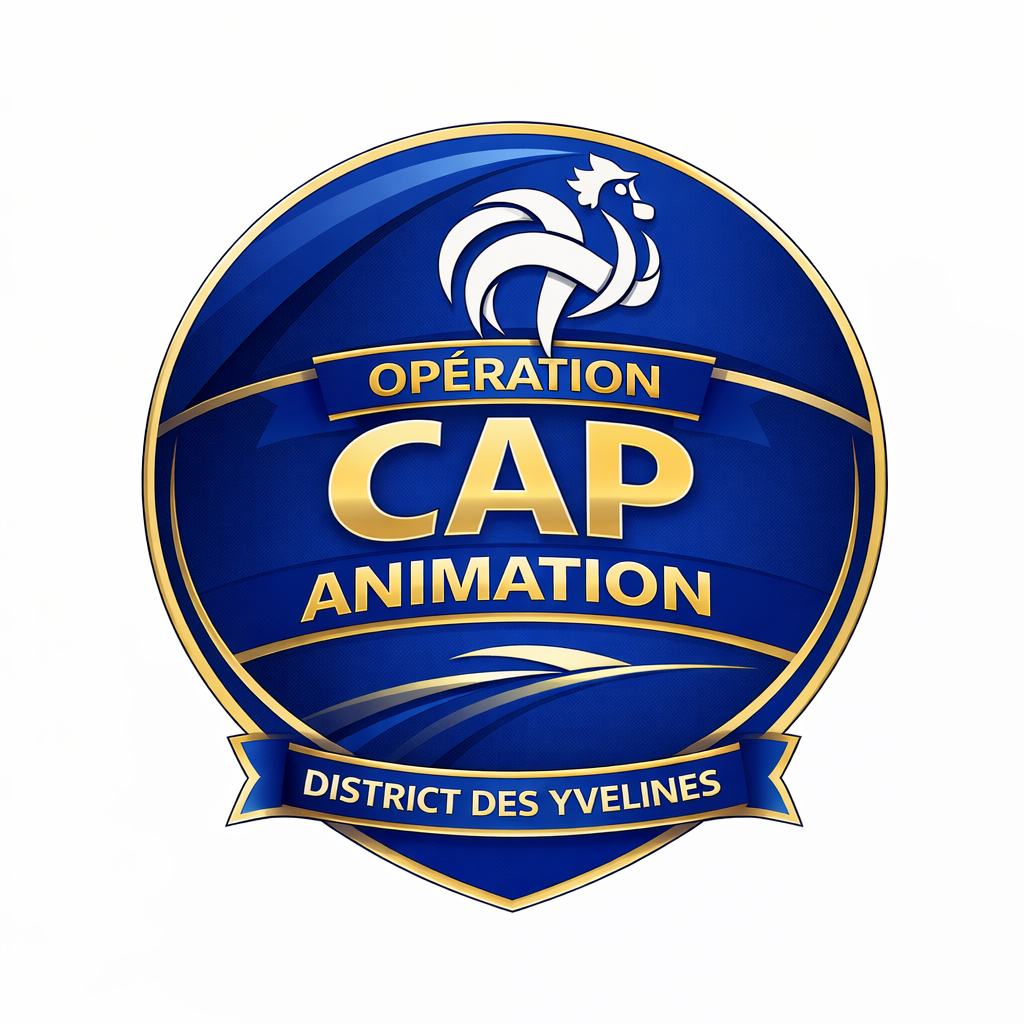 OPÉRATION
CAP
ANIMATION
DISTRICT DES YVELINES